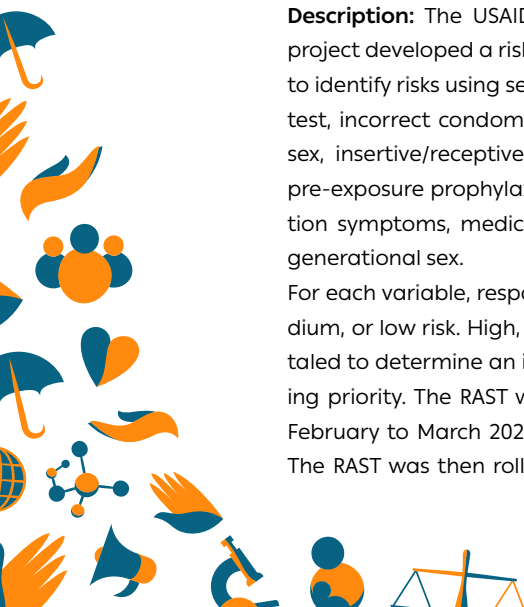 Description: The USAID
project developed a ris
to identify risks using se
test, incorrect condom
sex, insertive/receptive
pre-exposure prophyla
tion symptoms, medic
generational sex.
For each variable, resp
dium, or low risk. High,
taled to determine an i
ing priority. The RAST w
February to March 202
The RAST was then roll